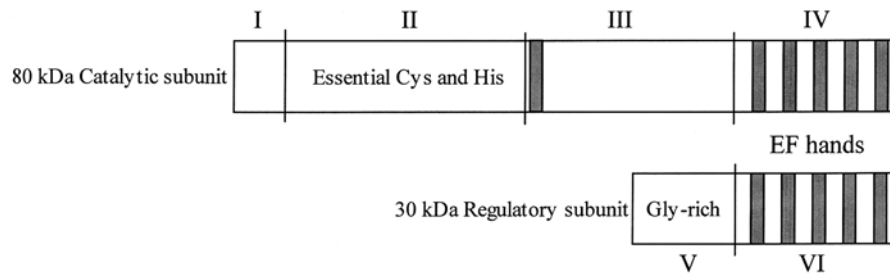 I II III IV
80 kDa Catalytic subunit Essential Cys and His
EF hands
30 kDa Regulatory subunit Gly-rich
V VI